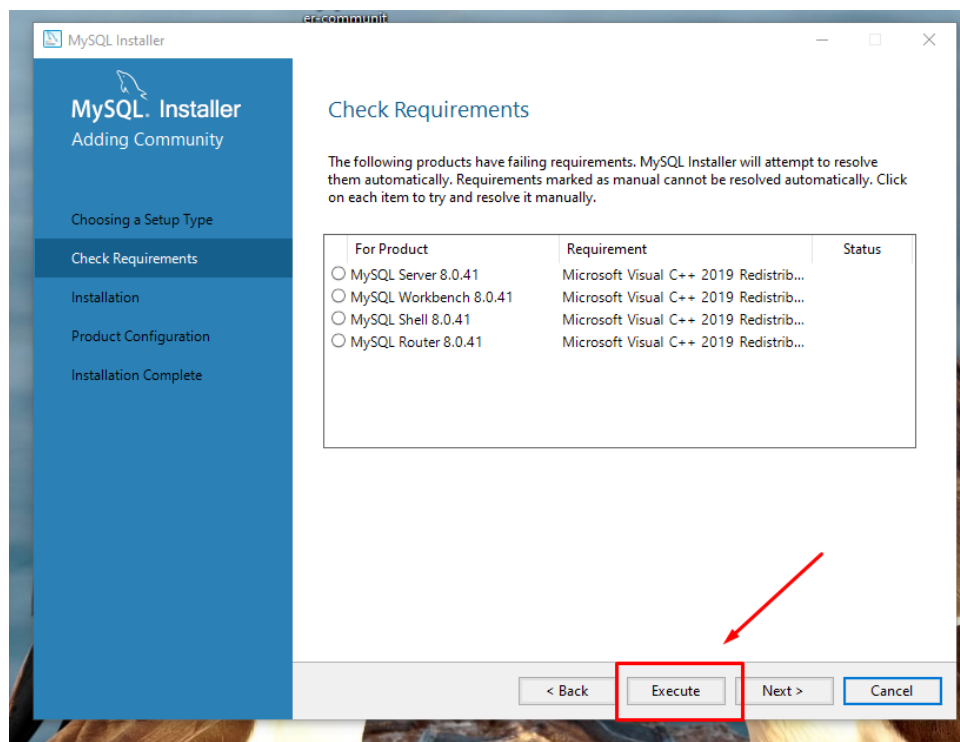 er-communit
MySQL Installer
MySQL. Installer
Adding Community
Choosing a Setup Type
Check Requirements
Installation
Product Configuration
Installation Complete
Check Requirements
The following products have failing requirements. MySQL Installer will attempt to resolve
them automatically. Requirements marked as manual cannot be resolved automatically. Click
on each item to try and resolve it manually.
For Product Requirement Status
MySQL Server 8.0.41 Microsoft Visual C++ 2019 Redistrib...
MySQL Workbench 8.0.41 Microsoft Visual C++ 2019 Redistrib...
MySQL Shell 8.0.41 Microsoft Visual C++ 2019 Redistrib...
MySQL Router 8.0.41 Microsoft Visual C++ 2019 Redistrib...
< Back Execute Next > Cancel